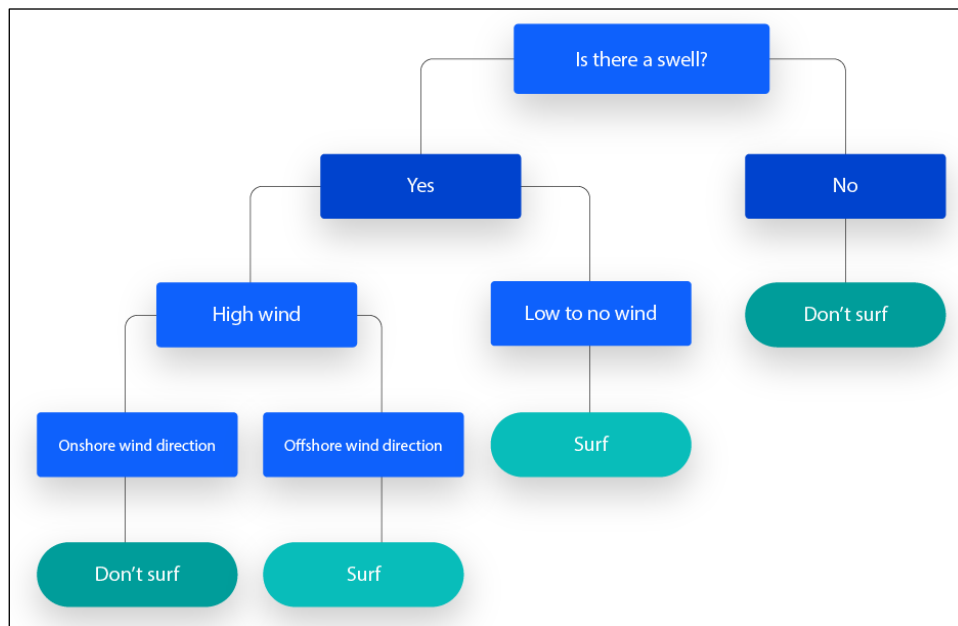 Is there a swell?
Yes
No
High wind
Low to no wind
Don’t surf
Onshore wind direction
Offshore wind direction
Surf
Don’t surf
Surf